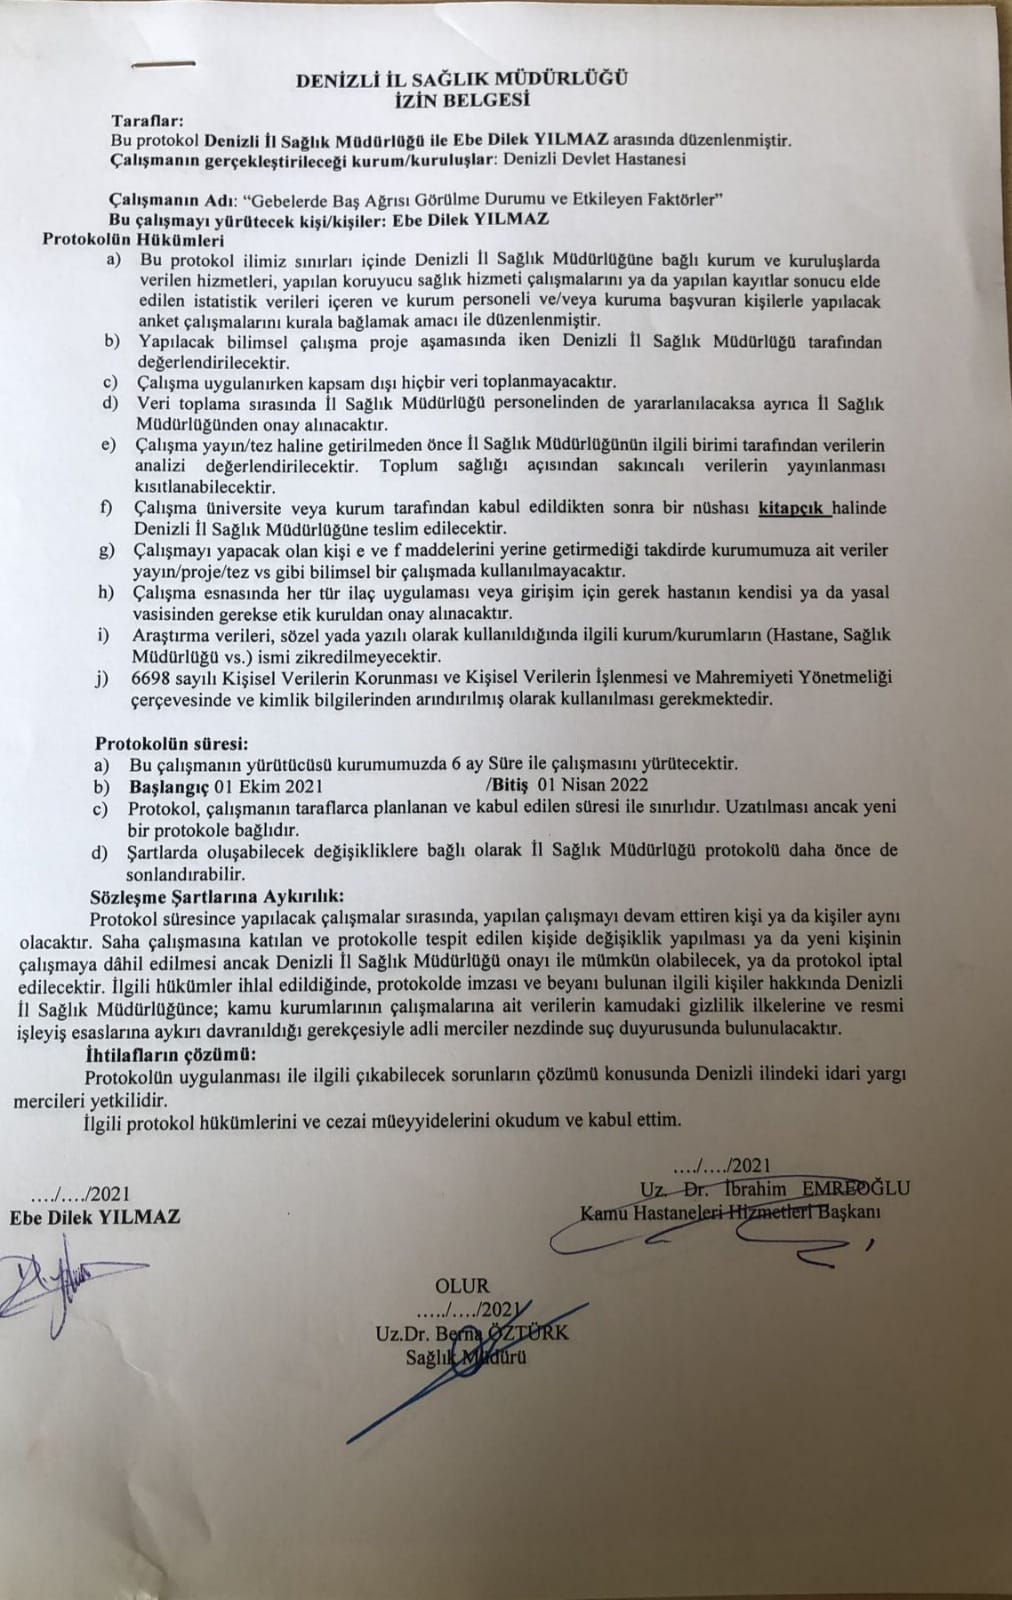 DENİZLİ İL SAĞLIK MÜDÜRLÜĞÜ
İZİN BELGESİ
Taraflar:
Bu protokol Denizli İl Sağlık Müdürlüğü ile Ebe Dilek YILMAZ arasında düzenlenmiştir.
Çalışmanın gerçekleştirileceği kurum/kuruluşlar: Denizli Devlet Hastanesi
Çalışmanın Adı: “Gebelerde Baş Ağrısı Görülme Durumu ve Etkileyen Faktörler”
Bu çalışmayı yürütecek kişi/kişiler: Ebe Dilek YILMAZ
Protokolün Hükümleri
a) Bu protokol ilimiz sınırları içinde Denizli İl Sağlık Müdürlüğüne bağlı kurum ve kuruluşlarda
verilen hizmetleri, yapılan koruyucu sağlık hizmeti çalışmalarını ya da yapılan kayıtlar sonucu elde
edilen istatistik verileri içeren ve kurum personeli ve/veya kuruma başvuran kişilerle yapılacak
anket çalışmalarını kurala bağlamak amacı ile düzenlenmiştir.
b) Yapılacak bilimsel çalışma proje aşamasında iken Denizli İl Sağlık Müdürlüğü tarafından
değerlendirilecektir.
c) Çalışma uygulanırken kapsam dışı hiçbir veri toplanmayacaktır.
d) Veri toplama sırasında İl Sağlık Müdürlüğü personelinden de yararlanılacaksa ayrıca İl Sağlık
Müdürlüğünden onay alınacaktır.
e) Çalışma yayın/tez haline getirilmeden önce İl Sağlık Müdürlüğünün ilgili birimi tarafından verilerin
analizi değerlendirilecektir. Toplum sağlığı açısından sakıncalı verilerin yayınlanması
kısıtlanabilecektir.
f) Çalışma üniversite veya kurum tarafından kabul edildikten sonra bir nüshası kitapçık halinde
Denizli İl Sağlık Müdürlüğüne teslim edilecektir.
g) Çalışmayı yapacak olan kişi e ve f maddelerini yerine getirmediği takdirde kurumumuza ait veriler
yayın/proje/tez vs gibi bilimsel bir çalışmada kullanılmayacaktır.
h) Çalışma esnasında her tür ilaç uygulaması veya girişim için gerek hastanın kendisi ya da yasal
vasisinden gerekse etik kuruldan onay alınacaktır.
i) Araştırma verileri, sözel yada yazılı olarak kullanıldığında ilgili kurum/kurumların (Hastane, Sağlık
Müdürlüğü vs.) ismi zikredilmeyecektir.
j) 6698 sayılı Kişisel Verilerin Korunması ve Kişisel Verilerin İşlenmesi ve Mahremiyeti Yönetmeliği
çerçevesinde ve kimlik bilgilerinden arındırılmış olarak kullanılması gerekmektedir.
Protokolün süresi:
a) Bu çalışmanın yürütücüsü kurumumuzda 6 ay Süre ile çalışmasını yürütecektir.
b) Başlangıç 01 Ekim 2021 /Bitiş 01 Nisan 2022
c) Protokol, çalışmanın taraflarca planlanan ve kabul edilen süresi ile sınırlıdır. Uzatılması ancak yeni
bir protokole bağlıdır.
d) Şartlarda oluşabilecek değişikliklere bağlı olarak İl Sağlık Müdürlüğü protokolü daha önce de
sonlandırabilir.
Sözleşme Şartlarına Aykırılık:
Protokol süresince yapılacak çalışmalar sırasında, yapılan çalışmayı devam ettiren kişi ya da kişiler aynı
olacaktır. Saha çalışmasına katılan ve protokolle tespit edilen kişide değişiklik yapılması ya da yeni kişinin
çalışmaya dâhil edilmesi ancak Denizli İl Sağlık Müdürlüğü onayı ile mümkün olabilecek, ya da protokol iptal
edilecektir. İlgili hükümler ihlal edildiğinde, protokolde imzası ve beyanı bulunan ilgili kişiler hakkında Denizli
İl Sağlık Müdürlüğünce; kamu kurumlarının çalışmalarına ait verilerin kamudaki gizlilik ilkelerine ve resmi
işleyiş esaslarına aykırı davranıldığı gerekçesiyle adli merciler nezdinde suç duyurusunda bulunulacaktır.
İhtilafların çözümü:
Protokolün uygulanması ile ilgili çıkabilecek sorunların çözümü konusunda Denizli ilindeki idari yargı
mercileri yetkilidir.
İlgili protokol hükümlerini ve cezai müeyyidelerini okudum ve kabul ettim.
…./…./2021
Uz. Dr. İbrahim EMREOĞLU
Kamu Hastaneleri Hizmetleri Başkanı
…./…./2021
Ebe Dilek YILMAZ
OLUR
…../…./2021
Uz.Dr. Berna ÖZTÜRK
Sağlık Müdürü